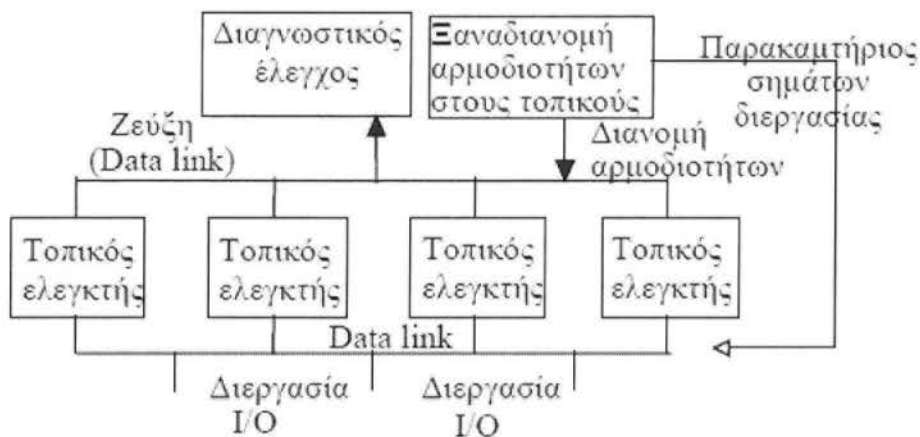 Διαγνωστικός
έλεγχος
Ξαναδιανομή
αρμοδιοτήτων
στους τοπικούς
Παρακαμτήριος
σημάτων
διεργασίας
Ζεύξη
(Data link)
Διανομή
αρμοδιοτήτων
Τοπικός
ελεγκτής
Τοπικός
ελεγκτής
Τοπικός
ελεγκτής
Τοπικός
ελεγκτής
Data link
Διεργασία
I/O
Διεργασία
I/O